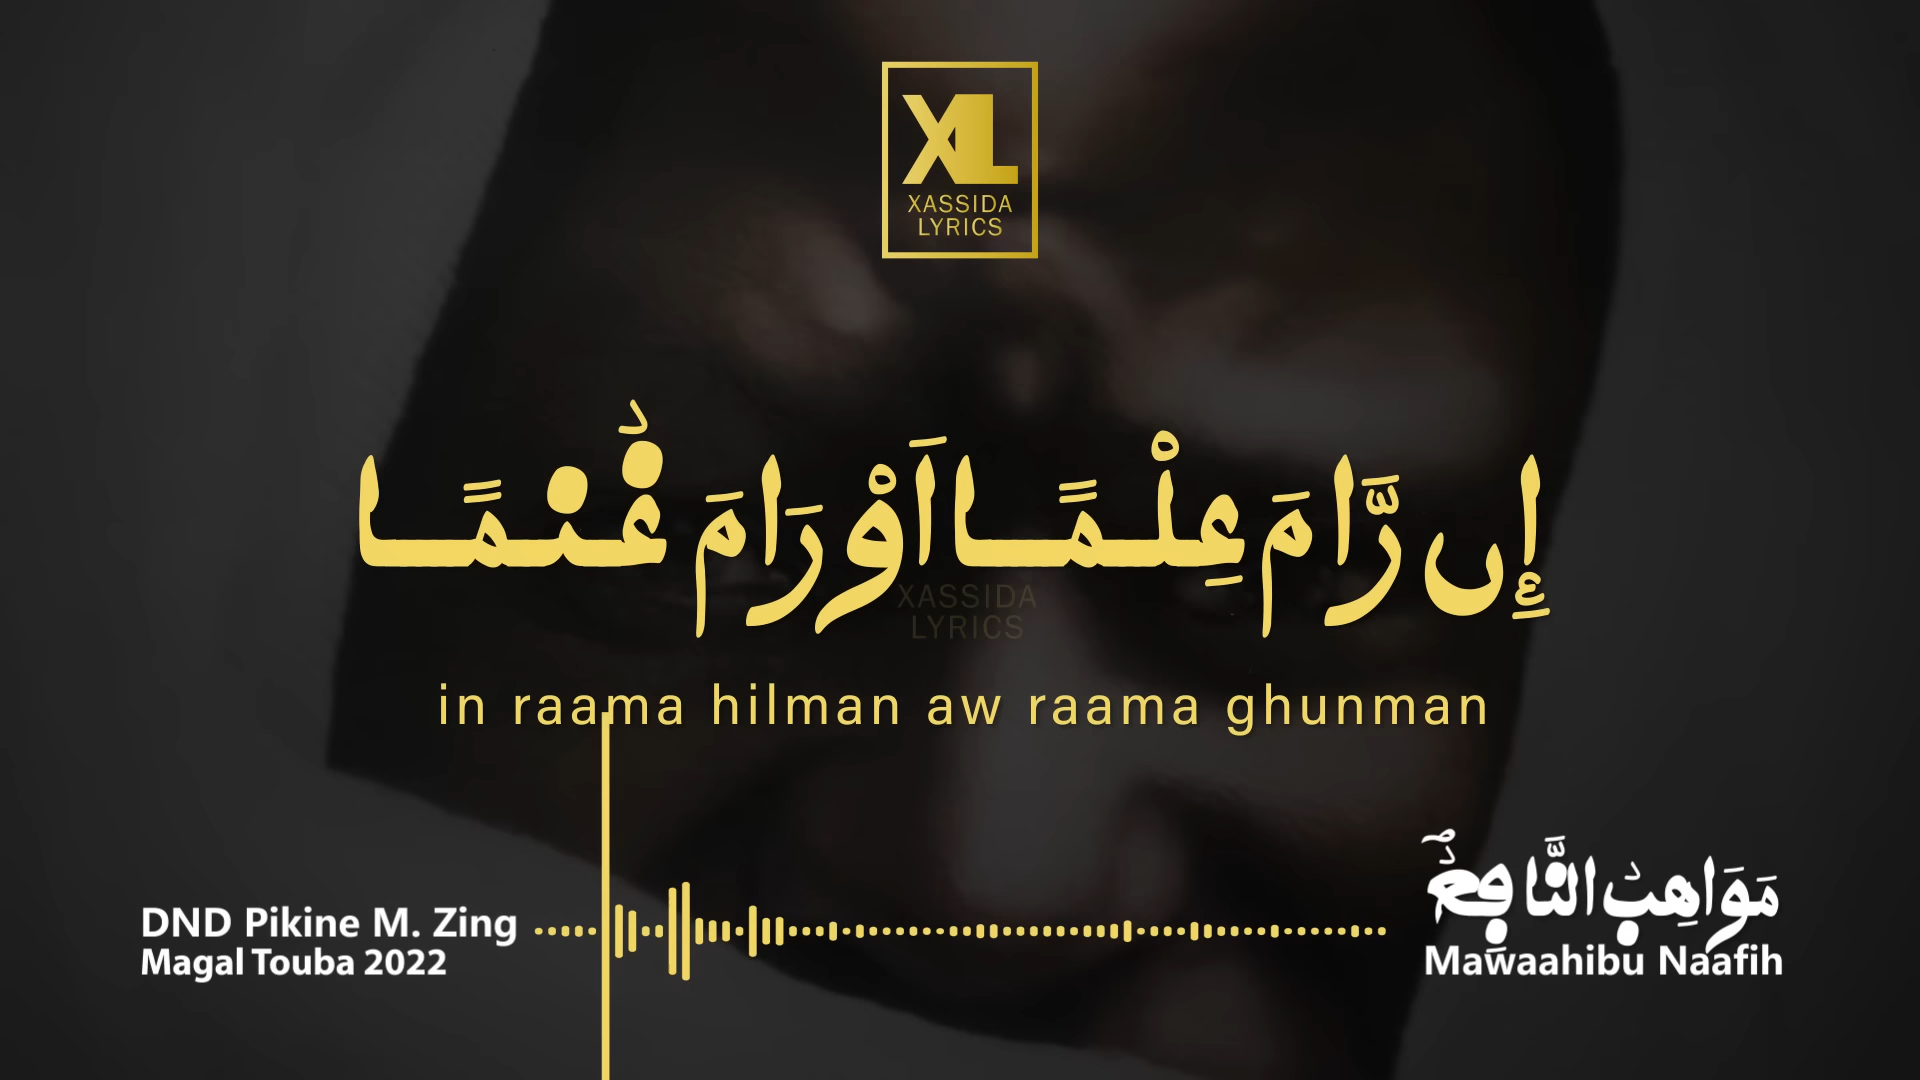 XL
XASSIDA
LYRICS
إِن رَّامَ عِلْمًا اَوْ رَامَ غُنْمًا
XASSIDA
LYRICS
in raama hilman aw raama ghunman
DND Pikine M. Zing
Magal Touba 2022
مَوَاهِبُ النَّافِعِ
Mawaahibu Naafih